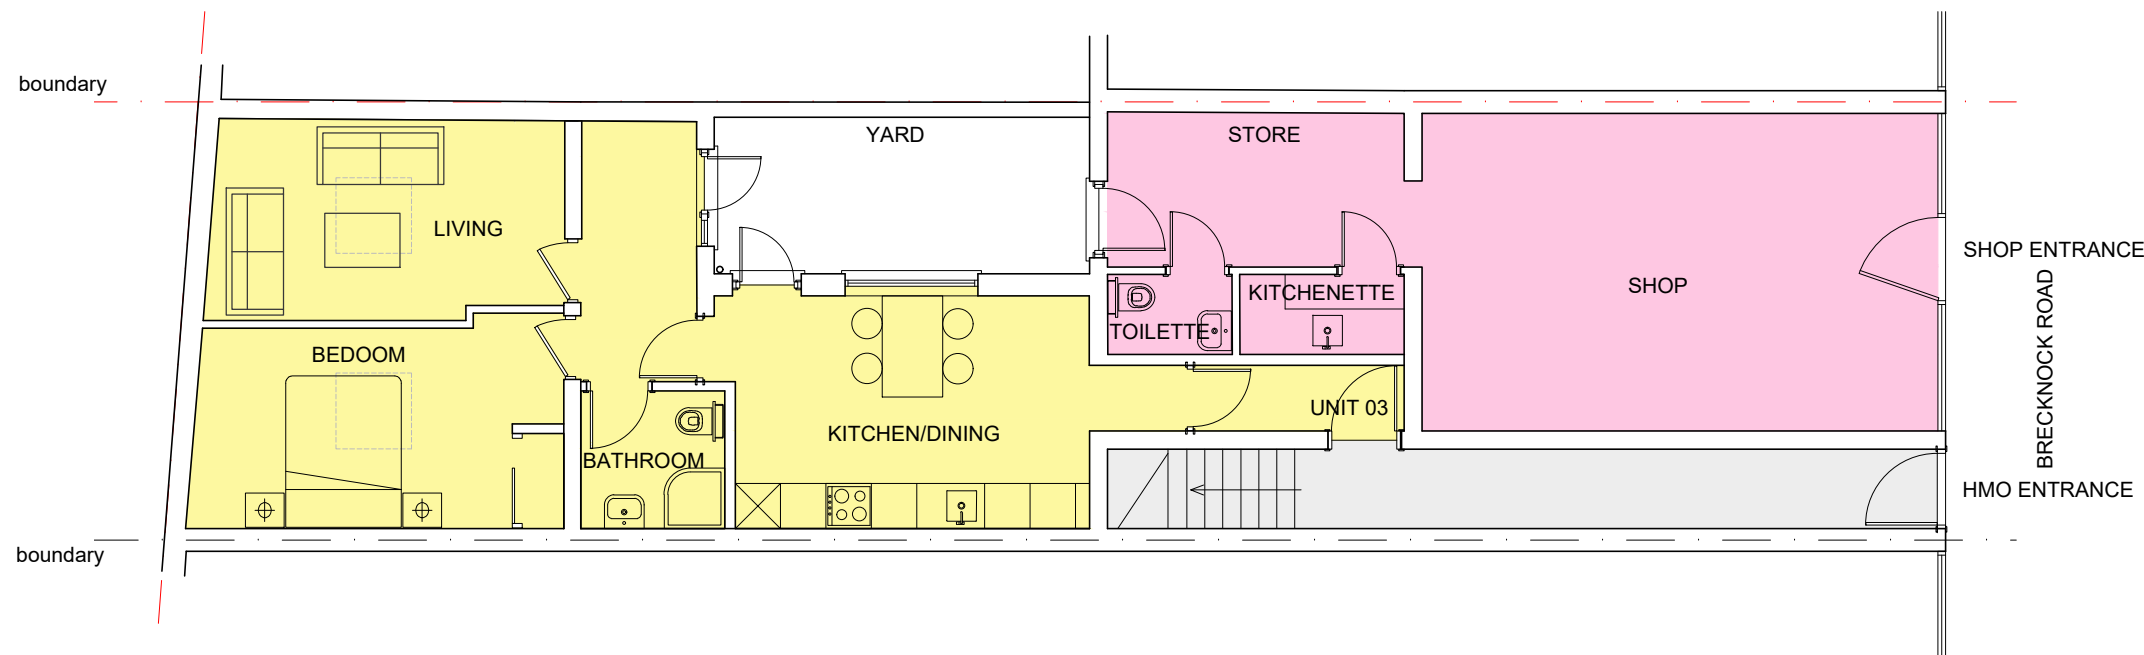 boundary
YARD
STORE
LIVING
SHOP ENTRANCE
SHOP
KITCHENETTE
TOILETTE
BEDOOM
BRECKNOCK ROAD
UNIT 03
KITCHEN/DINING
BATHROOM
HMO ENTRANCE
boundary